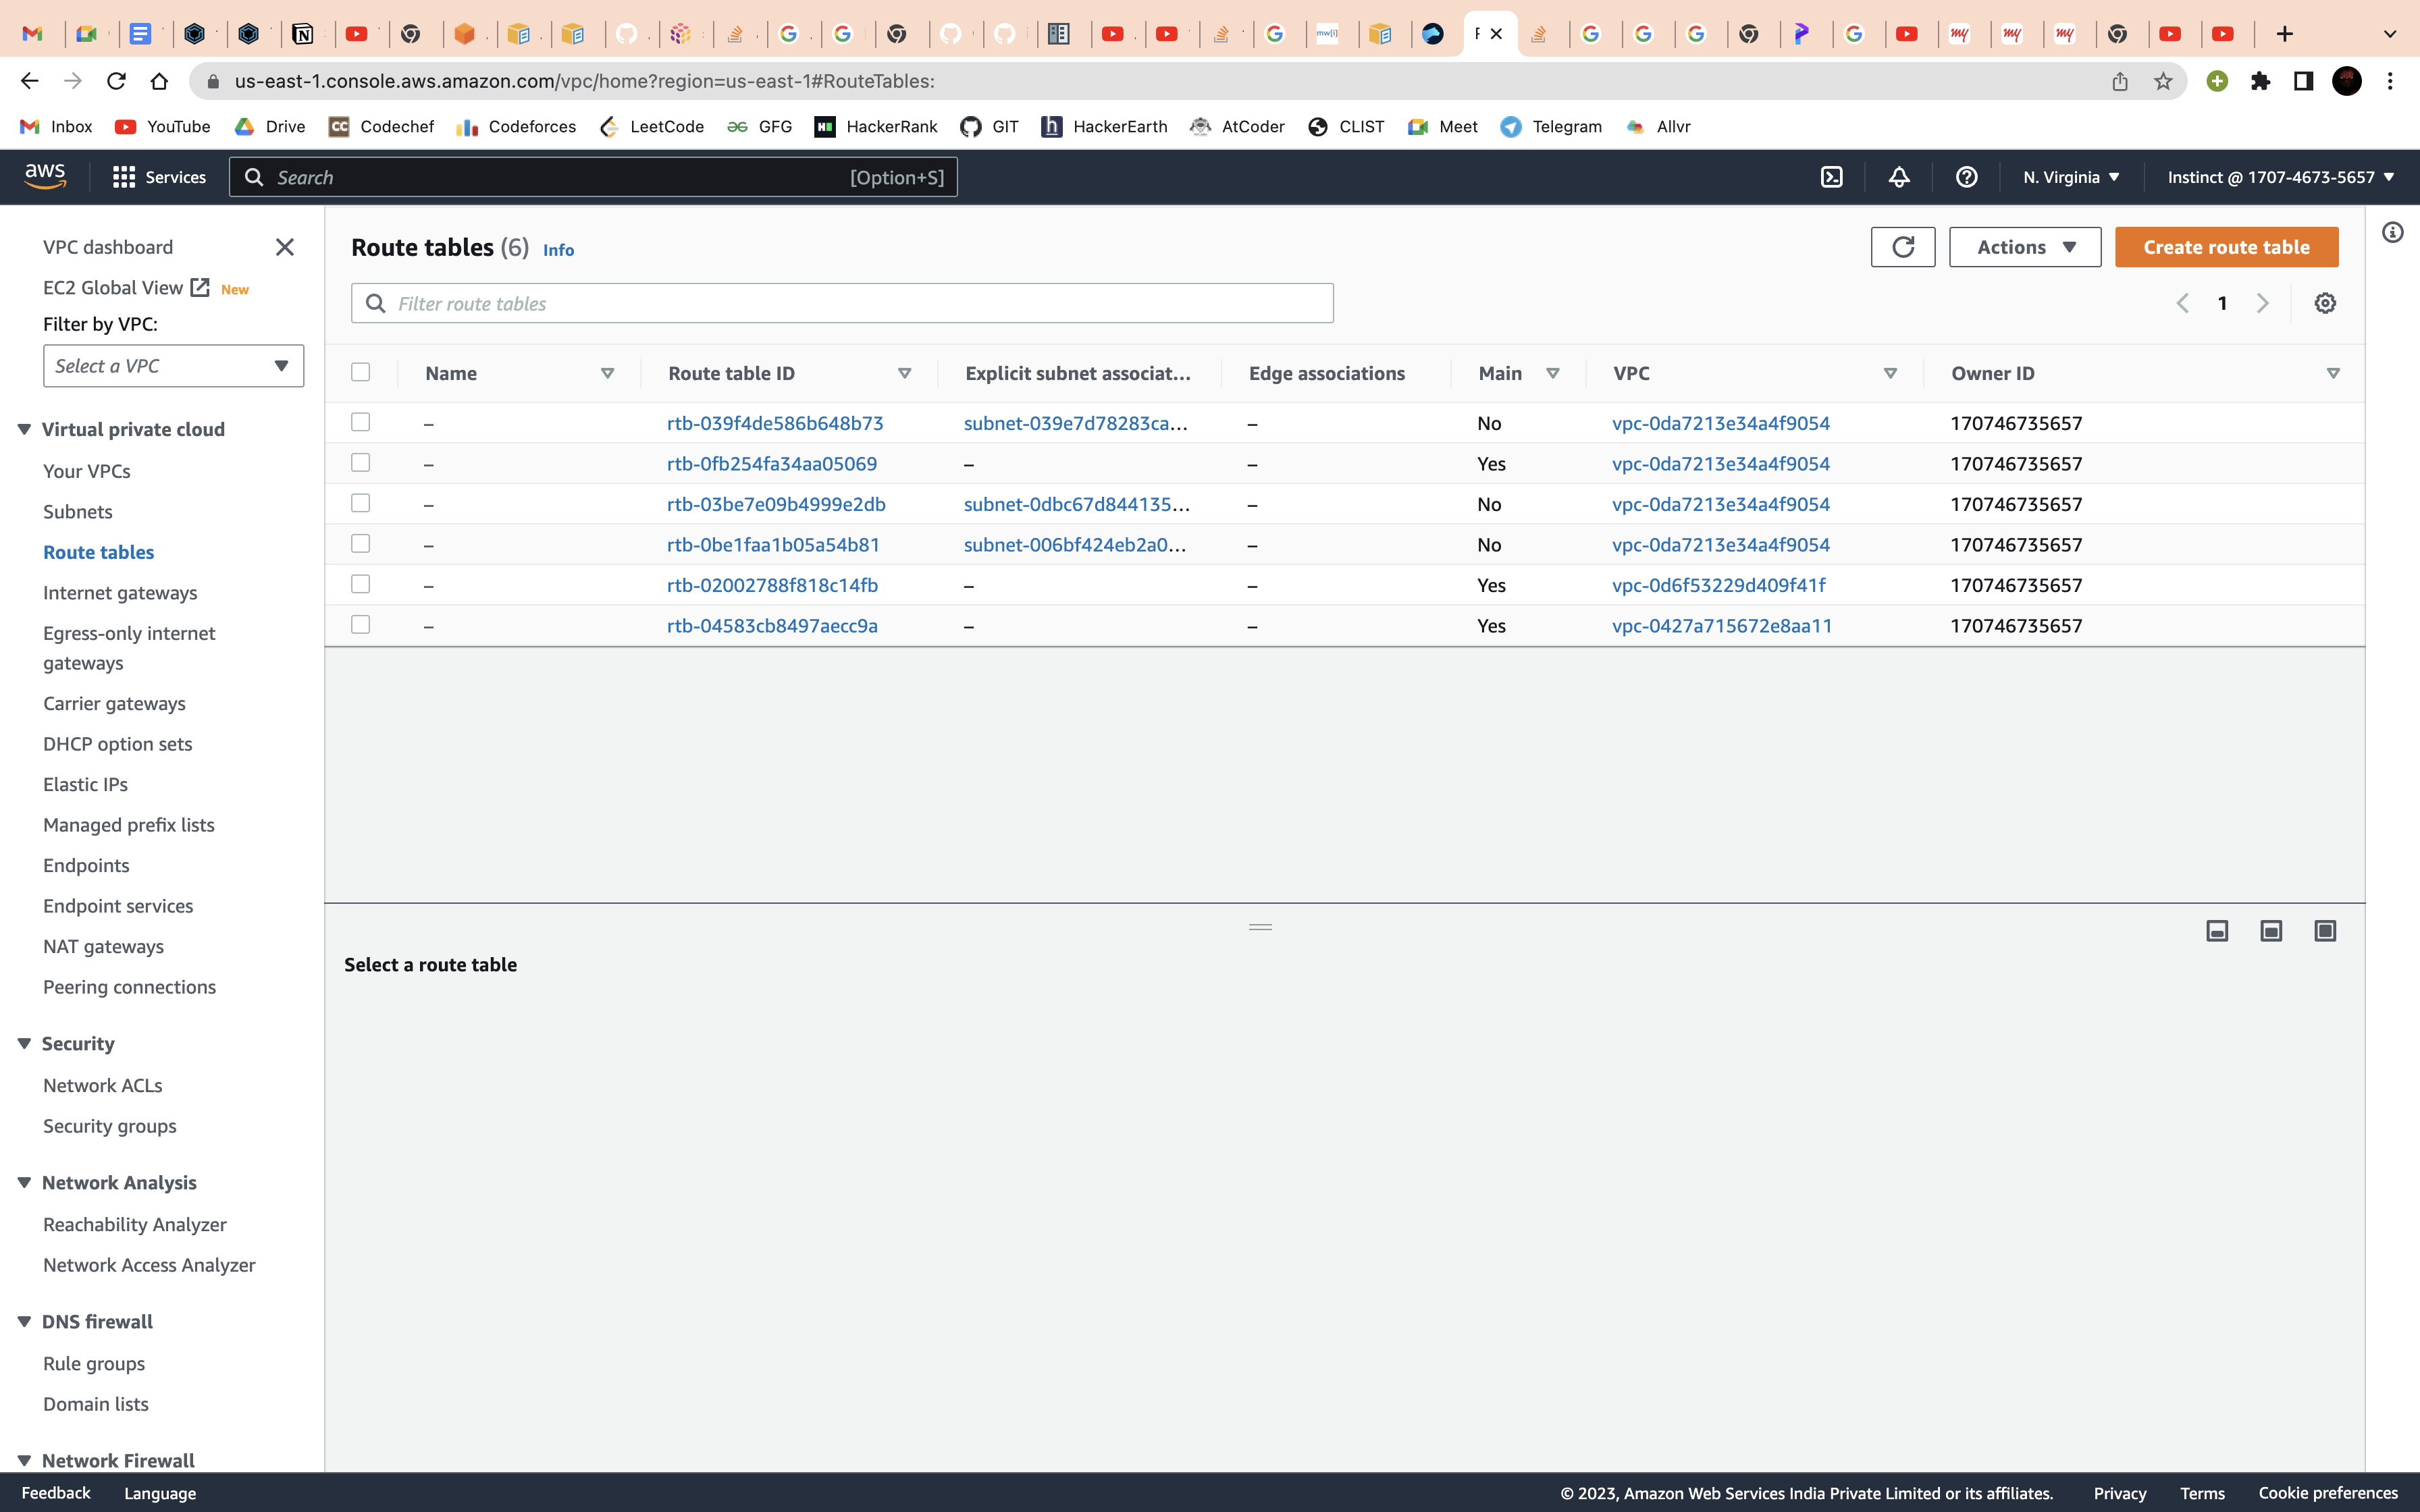 us-east-1.console.aws.amazon.com/vpc/home?region=us-east-1#RouteTables:
Inbox YouTube Drive Codechef Codeforces LeetCode GFG HackerRank GIT HackerEarth AtCoder CLIST Meet Telegram Allvr
aws Services Search [Option+S] N. Virginia Instinct @ 1707-4673-5657
VPC dashboard
EC2 Global View New
Filter by VPC:
Select a VPC
Virtual private cloud
Your VPCs
Subnets
Route tables
Internet gateways
Egress-only internet
gateways
Carrier gateways
DHCP option sets
Elastic IPs
Managed prefix lists
Endpoints
Endpoint services
NAT gateways
Peering connections
Security
Network ACLs
Security groups
Network Analysis
Reachability Analyzer
Network Access Analyzer
DNS firewall
Rule groups
Domain lists
Network Firewall
Route tables (6) Info
Actions Create route table
Filter route tables
1
Name Route table ID Explicit subnet associat... Edge associations Main VPC Owner ID
– rtb-039f4de586b648b73 subnet-039e7d78283ca... – No vpc-0da7213e34a4f9054 170746735657
– rtb-0fb254fa34aa05069 – – Yes vpc-0da7213e34a4f9054 170746735657
– rtb-03be7e09b4999e2db subnet-0dbc67d844135... – No vpc-0da7213e34a4f9054 170746735657
– rtb-0be1faa1b05a54b81 subnet-006bf424eb2a0... – No vpc-0da7213e34a4f9054 170746735657
– rtb-02002788f818c14fb – – Yes vpc-0d6f53229d409f41f 170746735657
– rtb-04583cb8497aecc9a – – Yes vpc-0427a715672e8aa11 170746735657
Select a route table
Feedback Language © 2023, Amazon Web Services India Private Limited or its affiliates. Privacy Terms Cookie preferences